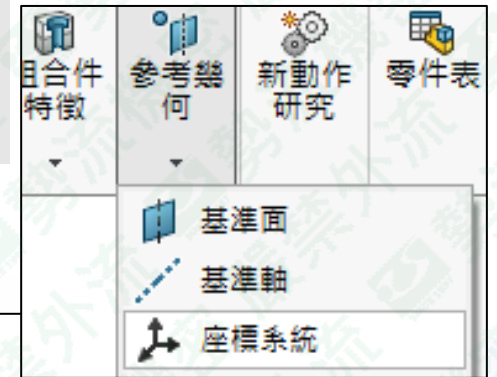 組合件
特徵
參考幾
何
新動作
研究
零件表
基準面
基準軸
座標系統